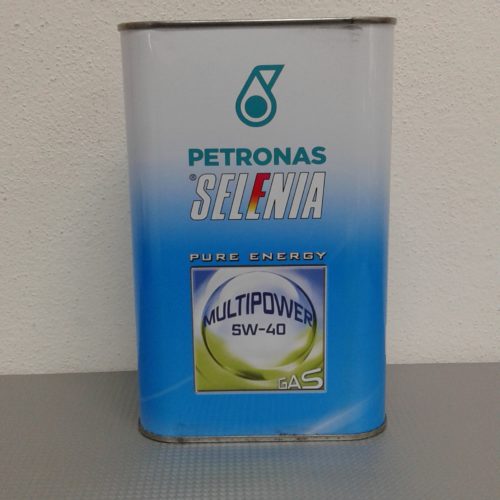 PETRONAS
® SELENIA
PURE ENERGY
MULTIPOWER
5W-40
GAS